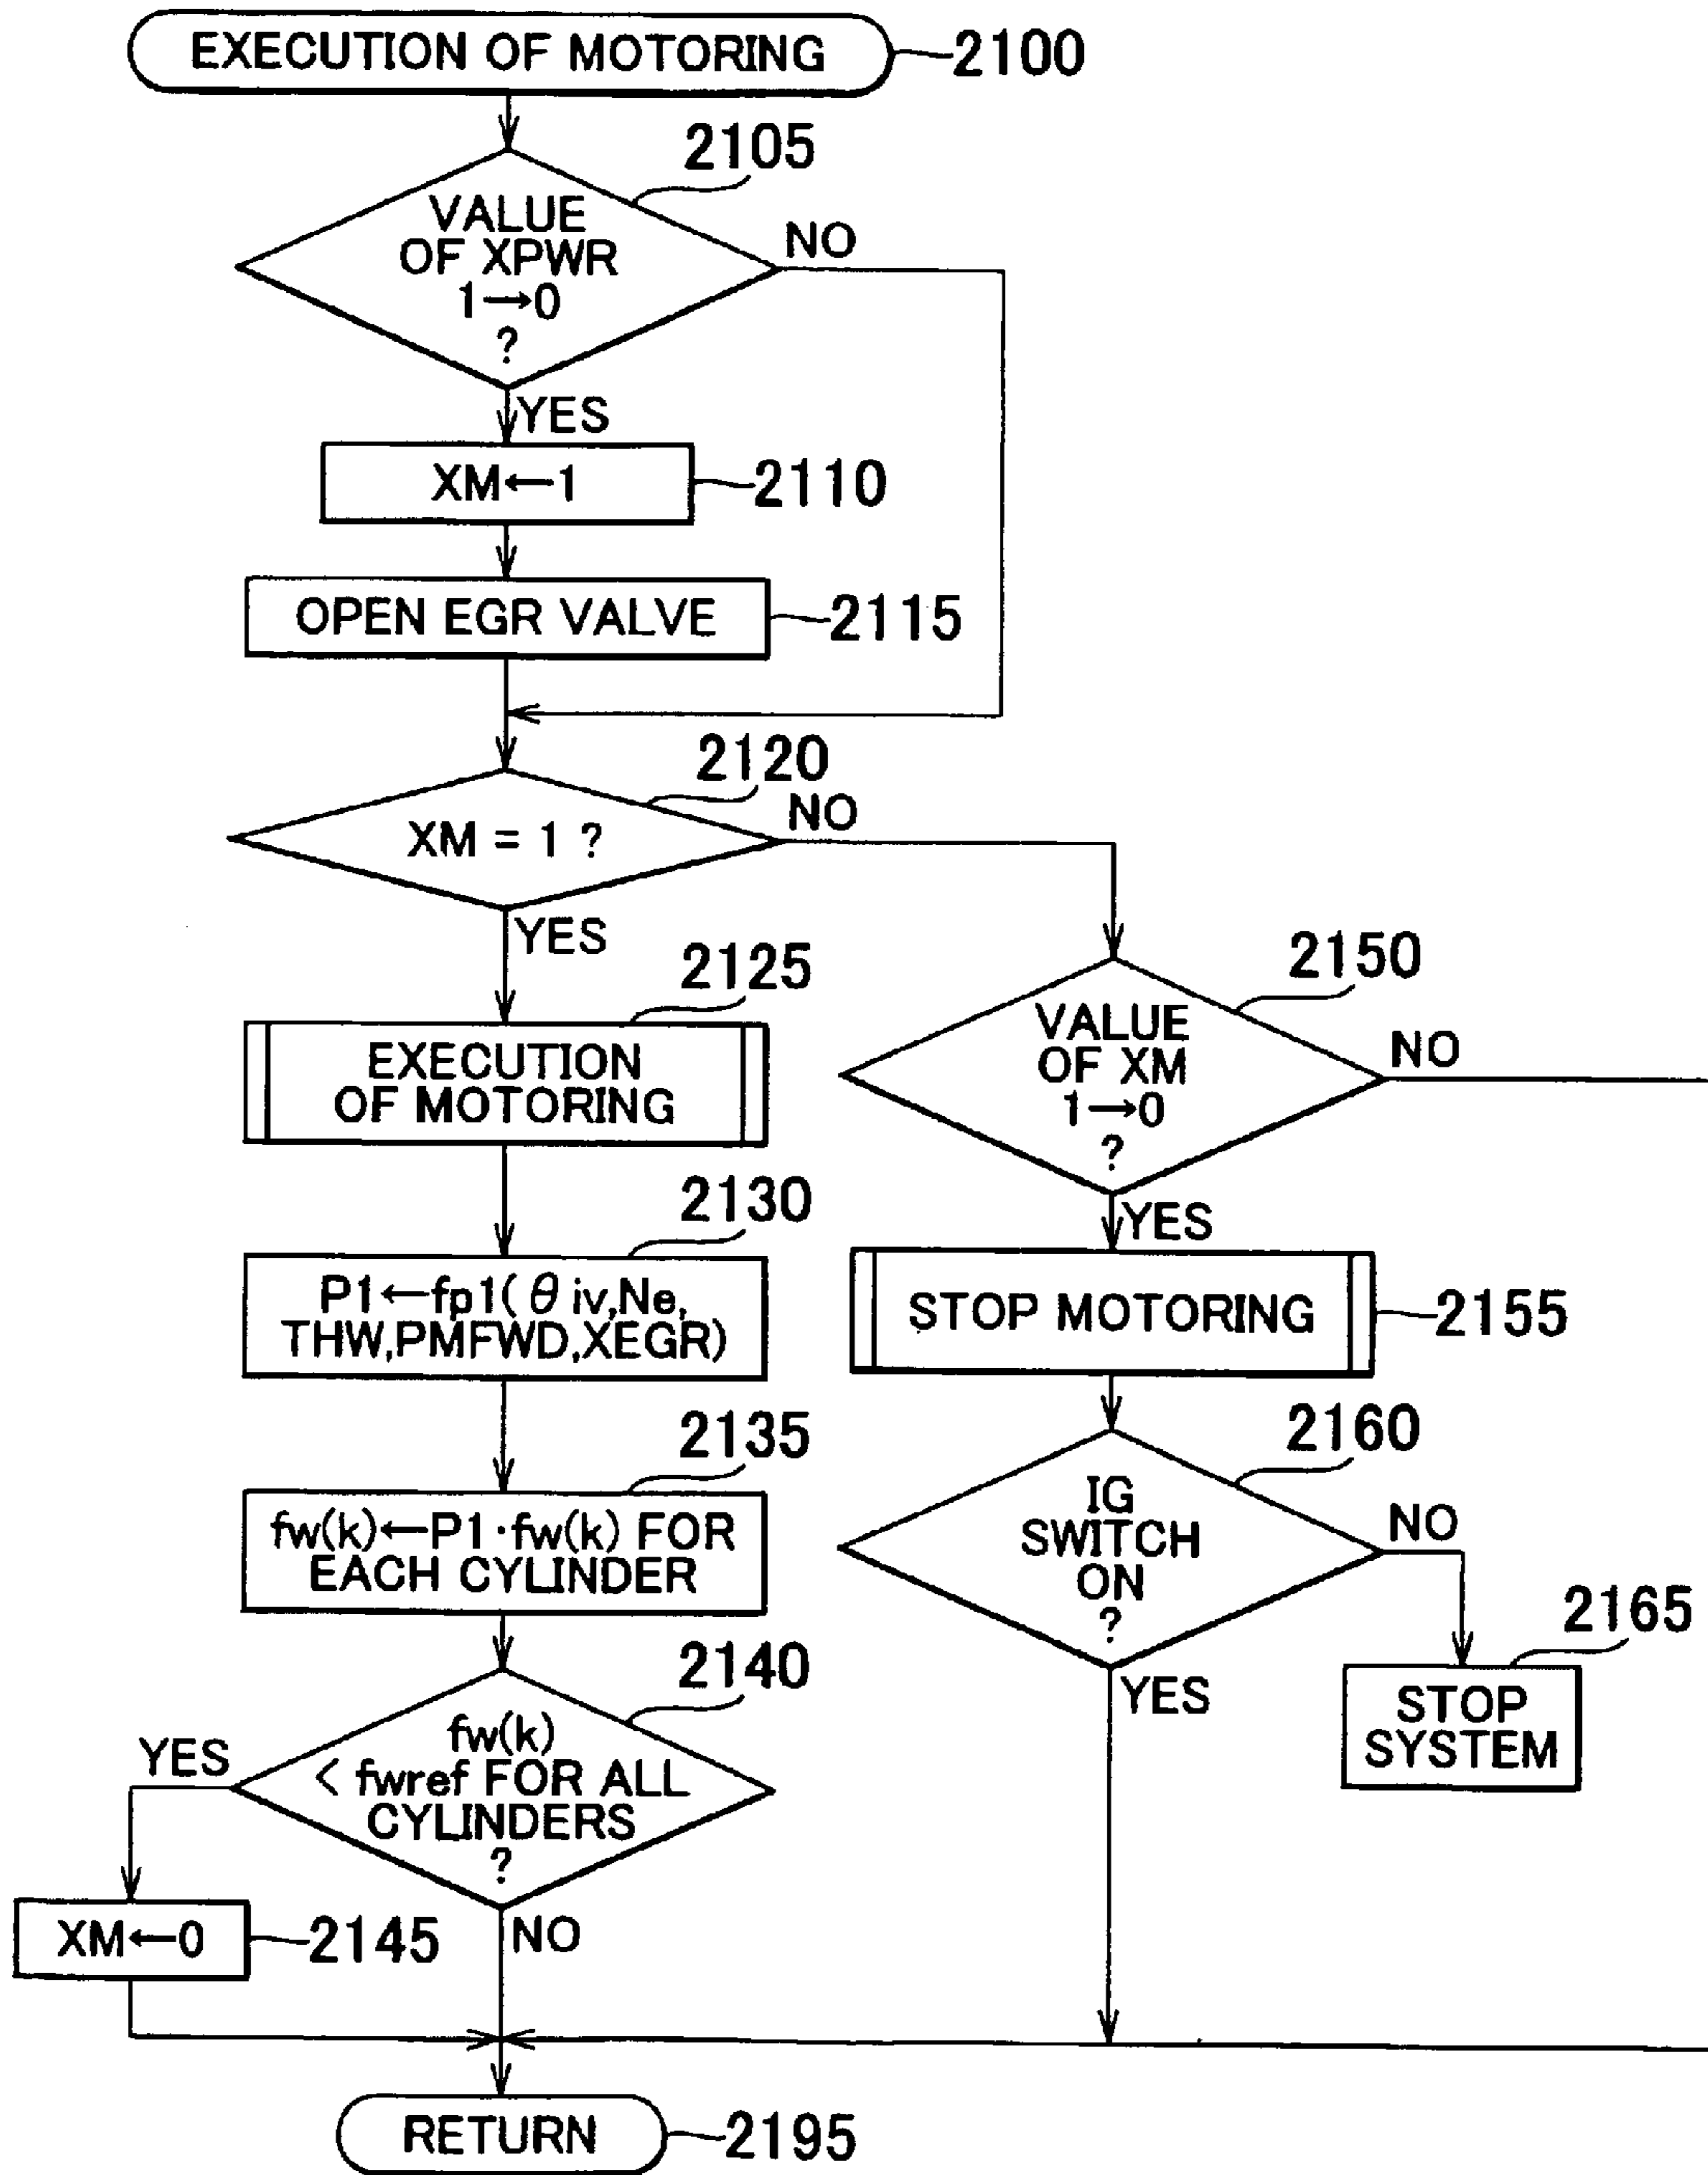 EXECUTION OF MOTORING
2100
2105
VALUE
OF XPWR
1→0
?
NO
YES
XM←1
2110
OPEN EGR VALVE
2115
2120
XM = 1 ?
NO
YES
2125
EXECUTION
OF MOTORING
2130
P1←fp1( θ iv,Ne,
THW,PMFWD,XEGR)
2135
fw(k)←P1·fw(k) FOR
EACH CYLINDER
2140
fw(k)
< fwref FOR ALL
CYLINDERS
?
YES
NO
XM←0
2145
2150
VALUE
OF XM
1→0
?
NO
YES
STOP MOTORING
2155
2160
IG
SWITCH
ON
?
NO
YES
2165
STOP
SYSTEM
RETURN
2195